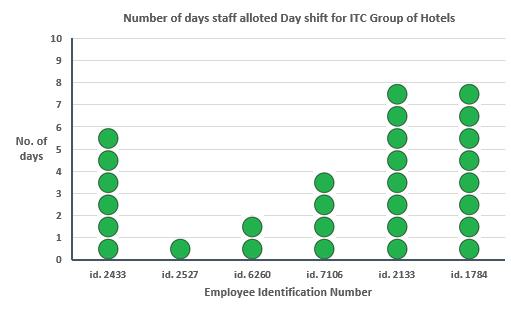 Number of days staff alloted Day shift for ITC Group of Hotels
10
9
8
7
6
5
4
3
2
1
0
No. of
days
id. 2433 id. 2527 id. 6260 id. 7106 id. 2133 id. 1784
Employee Identification Number